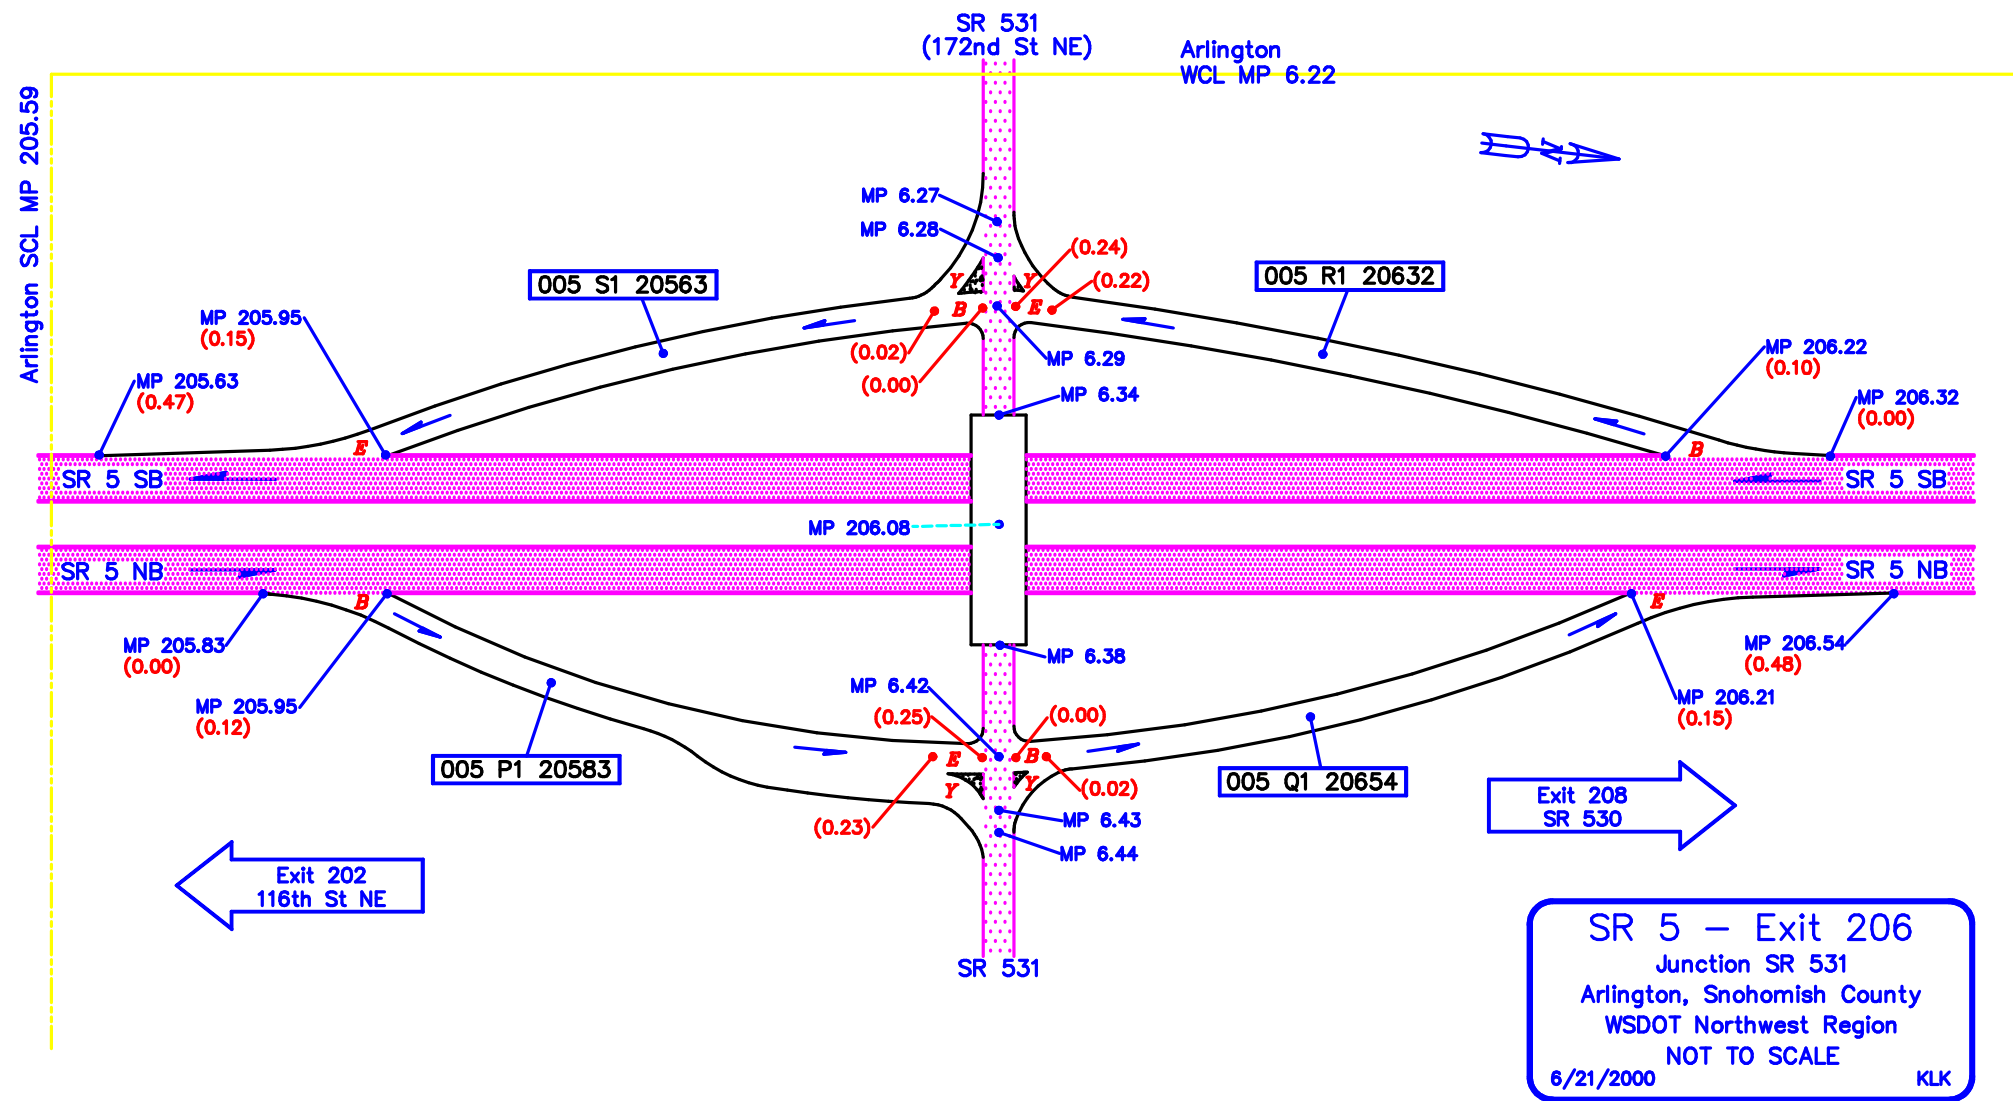 SR 531
(172nd St NE)
Arlington
WCL MP 6.22
Arlington SCL MP 205.59
N
MP 6.27
MP 6.28
(0.24)
(0.22)
005 S1 20563
005 R1 20632
Y
Y
B
E
MP 205.95
(0.15)
(0.02)
(0.00)
MP 6.29
MP 6.34
MP 206.22
(0.10)
MP 205.63
(0.47)
MP 206.32
(0.00)
E
B
SR 5 SB
SR 5 SB
MP 206.08
SR 5 NB
SR 5 NB
B
E
MP 205.83
(0.00)
MP 206.54
(0.48)
MP 6.38
MP 205.95
(0.12)
MP 6.42
(0.25)
(0.00)
MP 206.21
(0.15)
005 P1 20583
E
B
Y
Y
005 Q1 20654
(0.02)
(0.23)
MP 6.43
MP 6.44
Exit 208
SR 530
Exit 202
116th St NE
SR 531
SR 5 – Exit 206
Junction SR 531
Arlington, Snohomish County
WSDOT Northwest Region
NOT TO SCALE
6/21/2000
KLK